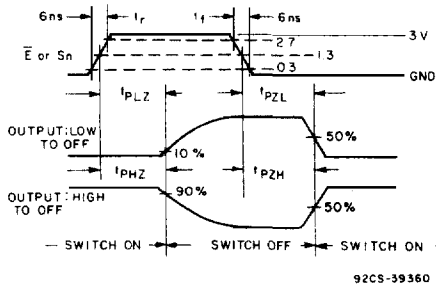 6ns tr tf 6ns
3V
2.7
Ē or Sn 1.3
0.3
GND
tPLZ tPZL
OUTPUT:LOW TO OFF
10% 50%
tPHZ tPZH
OUTPUT:HIGH TO OFF
90% 50%
SWITCH ON SWITCH OFF SWITCH ON
92CS-39360